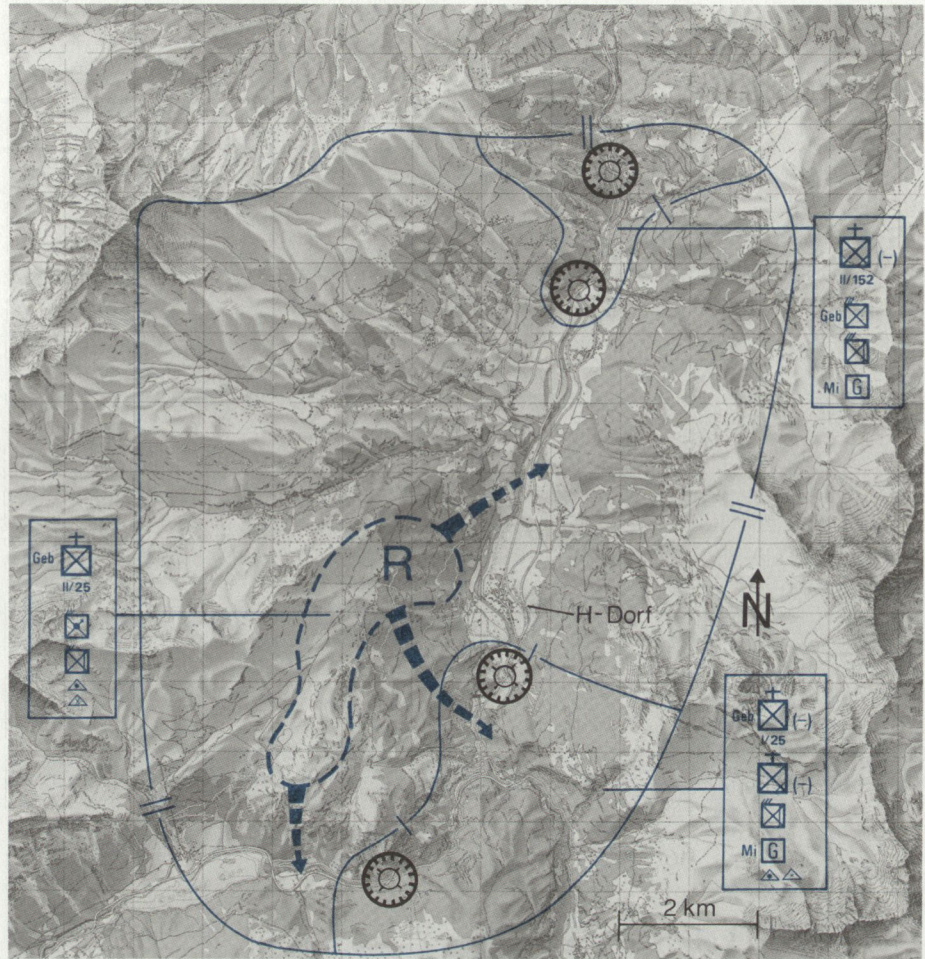 (–)
II/152
Geb
Mi G
R
Geb
II/25
H-Dorf
N
Geb (–)
I/25
(–)
Mi G
2 km